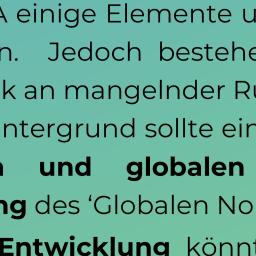 A einige Elemente u
n. Jedoch bestehe
k an mangelnder Ru
ntergrund sollte ein
und globalen
ng des ‘Globalen No
Entwicklung könnt